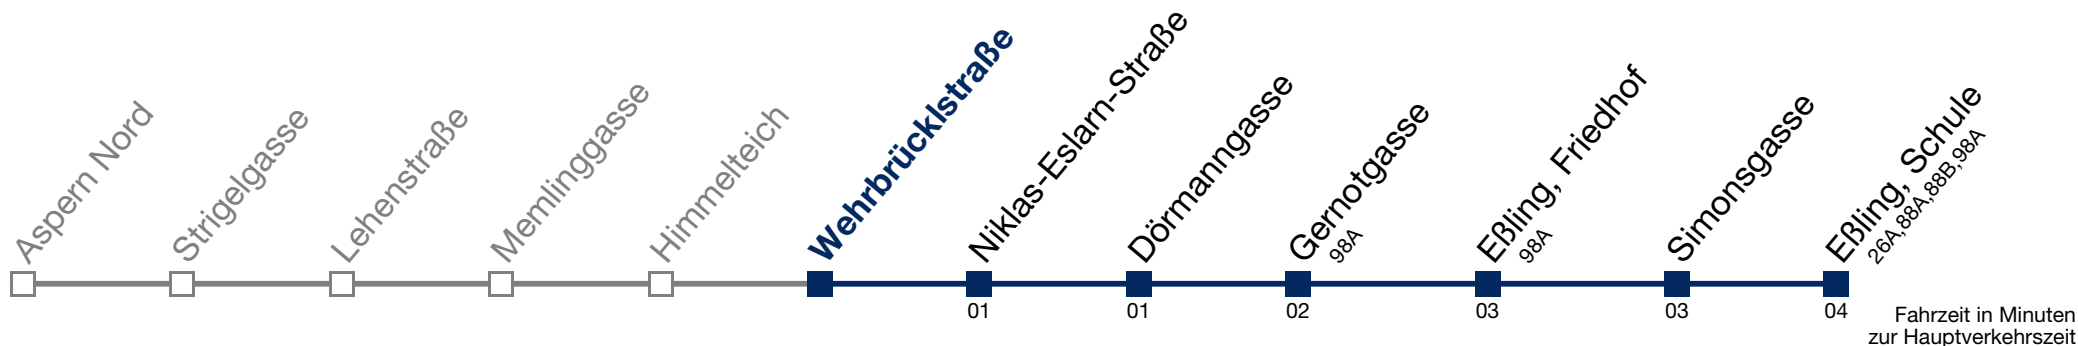 Aspern Nord
Strigelgasse
Lehenstraße
Memlinggasse
Himmelteich
Wehrbrücklstraße
Niklas-Eslarn-Straße
Dörmanngasse
Gernotgasse
98A
Eßling, Friedhof
98A
Simonsgasse
Eßling, Schule
26A,88A,88B,98A
01
01
02
03
03
04
Fahrzeit in Minuten
zur Hauptverkehrszeit